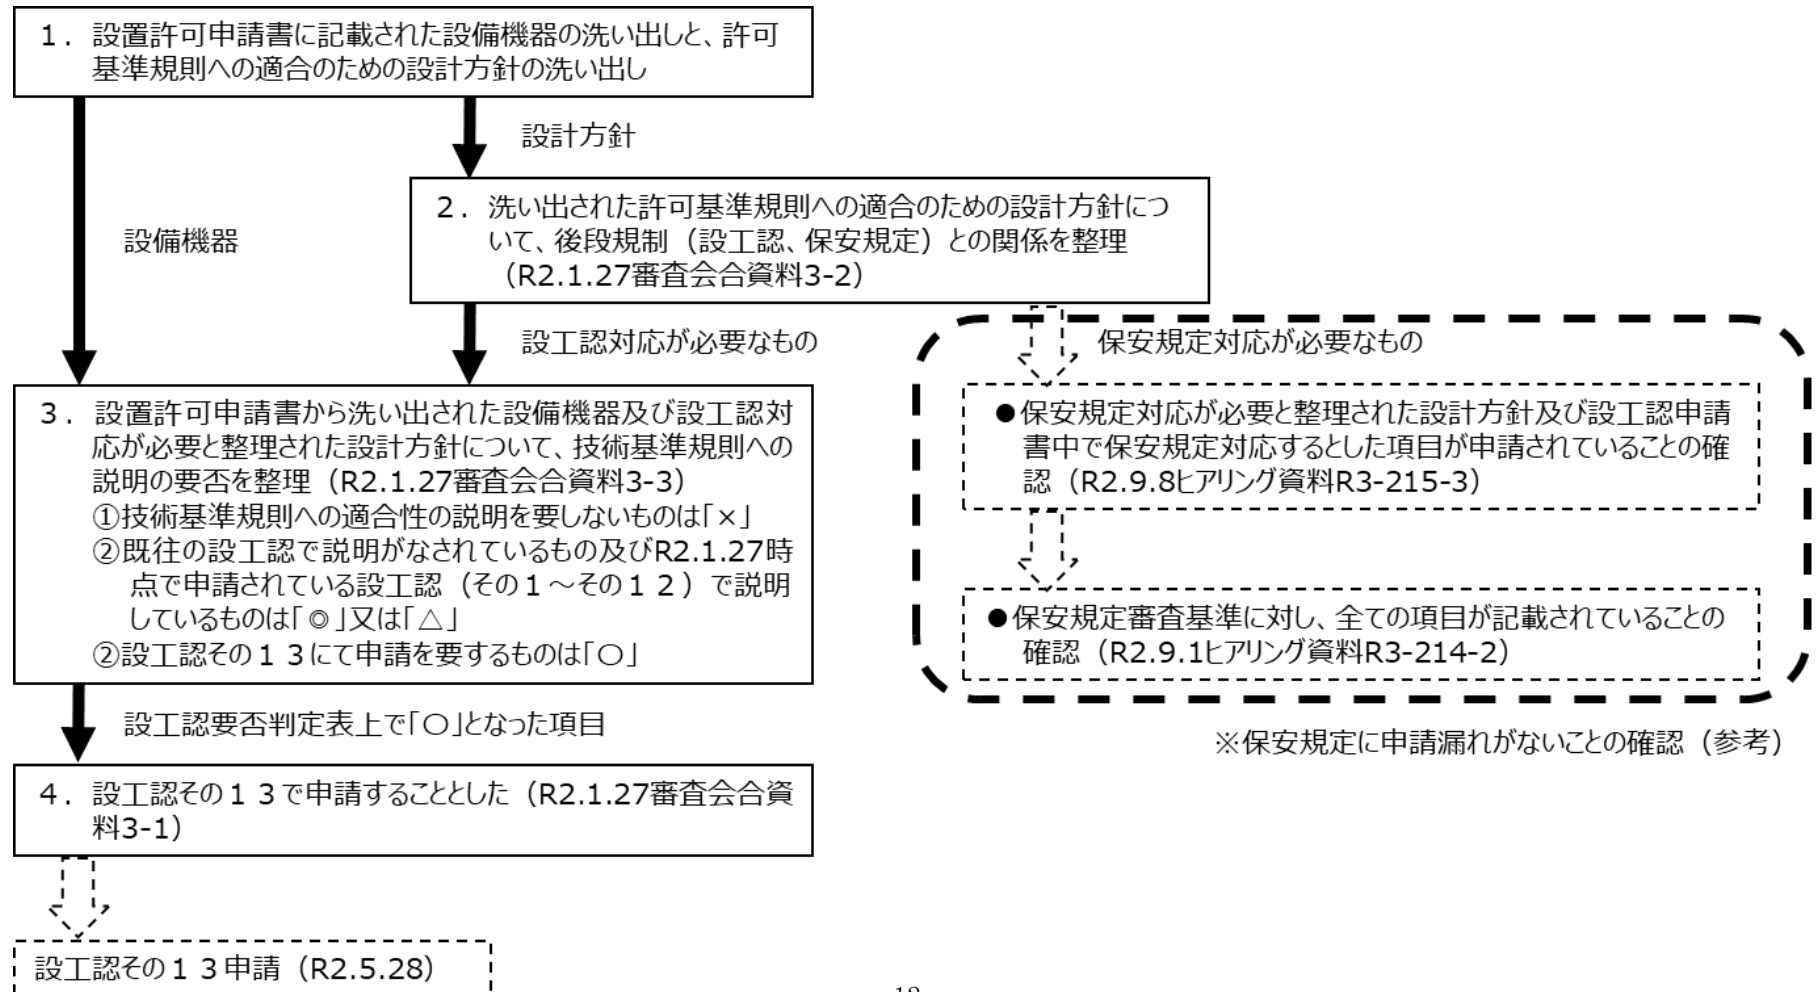 １．設置許可申請書に記載された設備機器の洗い出しと、許可
基準規則への適合のための設計方針の洗い出し
設計方針
２．洗い出された許可基準規則への適合のための設計方針につ
いて、後段規制（設工認、保安規定）との関係を整理
（R2.1.27審査会合資料3-2）
設備機器
設工認対応が必要なもの
保安規定対応が必要なもの
３．設置許可申請書から洗い出された設備機器及び設工認対
応が必要と整理された設計方針について、技術基準規則への
説明の要否を整理（R2.1.27審査会合資料3-3）
①技術基準規則への適合性の説明を要しないものは「×」
②既往の設工認で説明がなされているもの及びR2.1.27時
点で申請されている設工認（その１～その１２）で説明
しているものは「◎」又は「△」
②設工認その１３にて申請を要するものは「〇」
●保安規定対応が必要と整理された設計方針及び設工認申請
書中で保安規定対応するとした項目が申請されていることの確
認（R2.9.8ヒアリング資料R3-215-3）
●保安規定審査基準に対し、全ての項目が記載されていることの
確認（R2.9.1ヒアリング資料R3-214-2）
※保安規定に申請漏れがないことの確認（参考）
設工認要否判定表上で「〇」となった項目
４．設工認その１３で申請することとした（R2.1.27審査会合資
料3-1）
設工認その１３申請（R2.5.28）